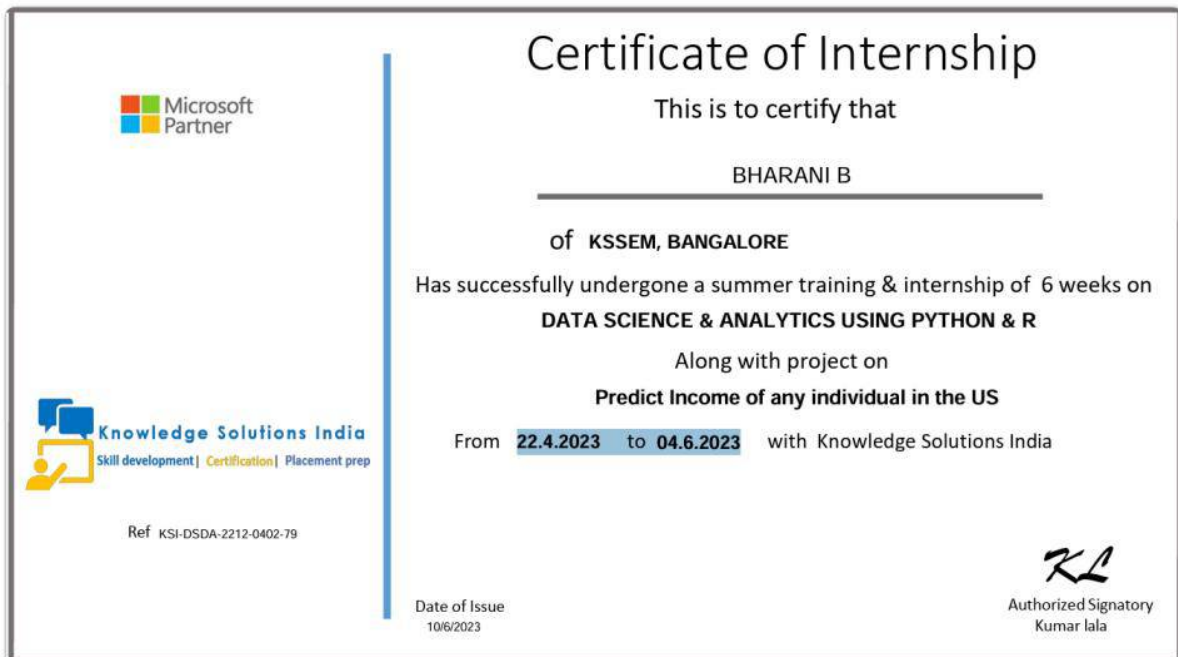 Microsoft
Partner
Knowledge Solutions India
Skill development| Certification| Placement prep
Ref KSI-DSDA-2212-0402-79
Certificate of Internship
This is to certify that
BHARANI B
of KSSEM, BANGALORE
Has successfully undergone a summer training & internship of 6 weeks on
DATA SCIENCE & ANALYTICS USING PYTHON & R
Along with project on
Predict Income of any individual in the US
From 22.4.2023 to 04.6.2023 with Knowledge Solutions India
Date of Issue
10/6/2023
KL
Authorized Signatory
Kumar lala